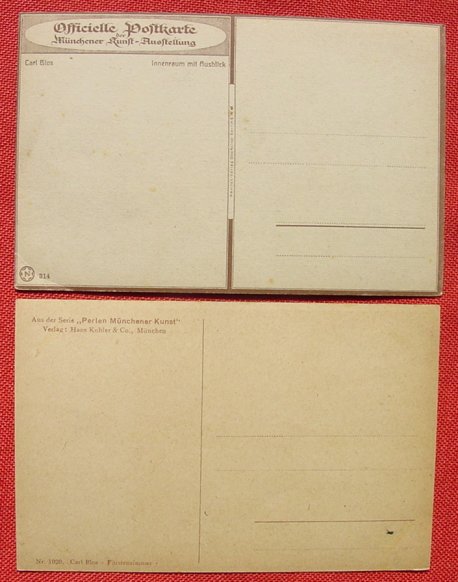 Officielle Postkarte
der
Münchener Kunst-Ausstellung
Carl Blos Innenraum mit Ausblick
N
314
Aus der Serie „Perlen Münchener Kunst"
Verlag: Hans Kohler & Co., München
Nr. 1020. Carl Blos - Fürstenzimmer -